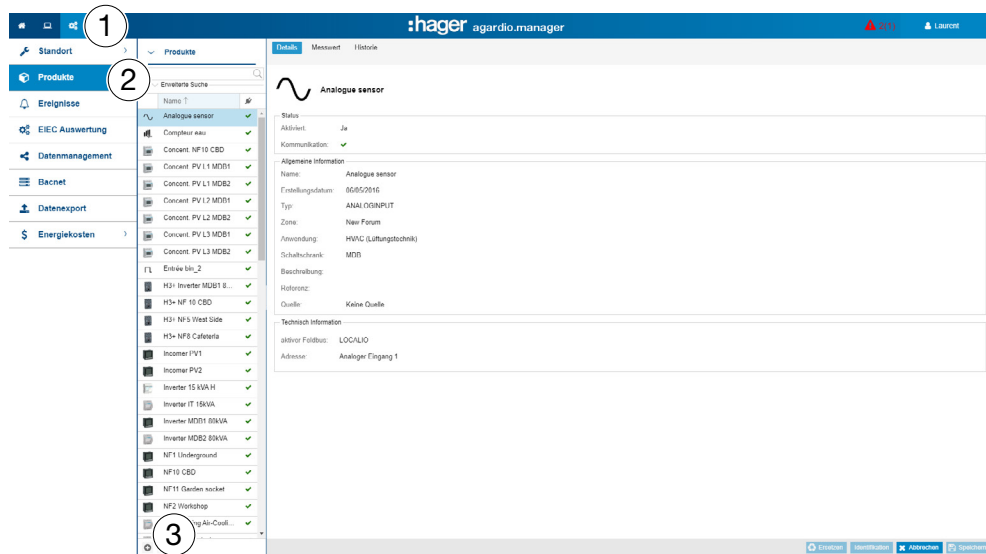 1
:hager agardio.manager
2(1)
Laurent
Standort
Produkte
Ereignisse
EIEC Auswertung
Datenmanagement
Bacnet
Datenexport
Energiekosten
2
Produkte
Erweiterte Suche
Name ↑
Analogue sensor
Compteur eau
Concent. NF10 CBD
Concent PV L1 MDB1
Concent. PV L1 MDB2
Concent. PV L2 MDB1
Concent. PV L2 MDB2
Concent. PV L3 MDB1
Concent. PV L3 MDB2
Entrée bin_2
H3+ Inverter MDB1 8...
H3+ NF 10 CBD
H3+ NF5 West Side
H3+ NF8 Cafeteria
Incomer PV1
Incomer PV2
Inverter 15 kVA H
Inverter IT 15kVA
Inverter MDB1 80kVA
Inverter MDB2 80kVA
NF1 Underground
NF10 CBD
NF11 Garden socket
NF2 Workshop
ng Air-Cooli...
3
Details Messwert Historie
Analogue sensor
Status
Aktiviert: Ja
Kommunikation:
Allgemeine Information
Name: Analogue sensor
Erstellungsdatum: 06/05/2016
Typ: ANALOGINPUT
Zone: New Forum
Anwendung: HVAC (Lüftungstechnik)
Schaltschrank: MDB
Beschreibung:
Referenz:
Quelle: Keine Quelle
Technisch Information
aktiver Feldbus: LOCALIO
Adresse: Analoger Eingang 1
Ersetzen Identifikation Abbrechen Speichern